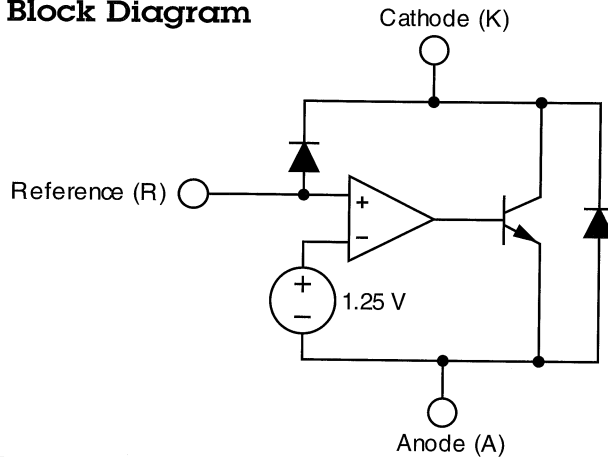 Block Diagram
Cathode (K)
Reference (R)
+
−
+
−
1.25 V
Anode (A)